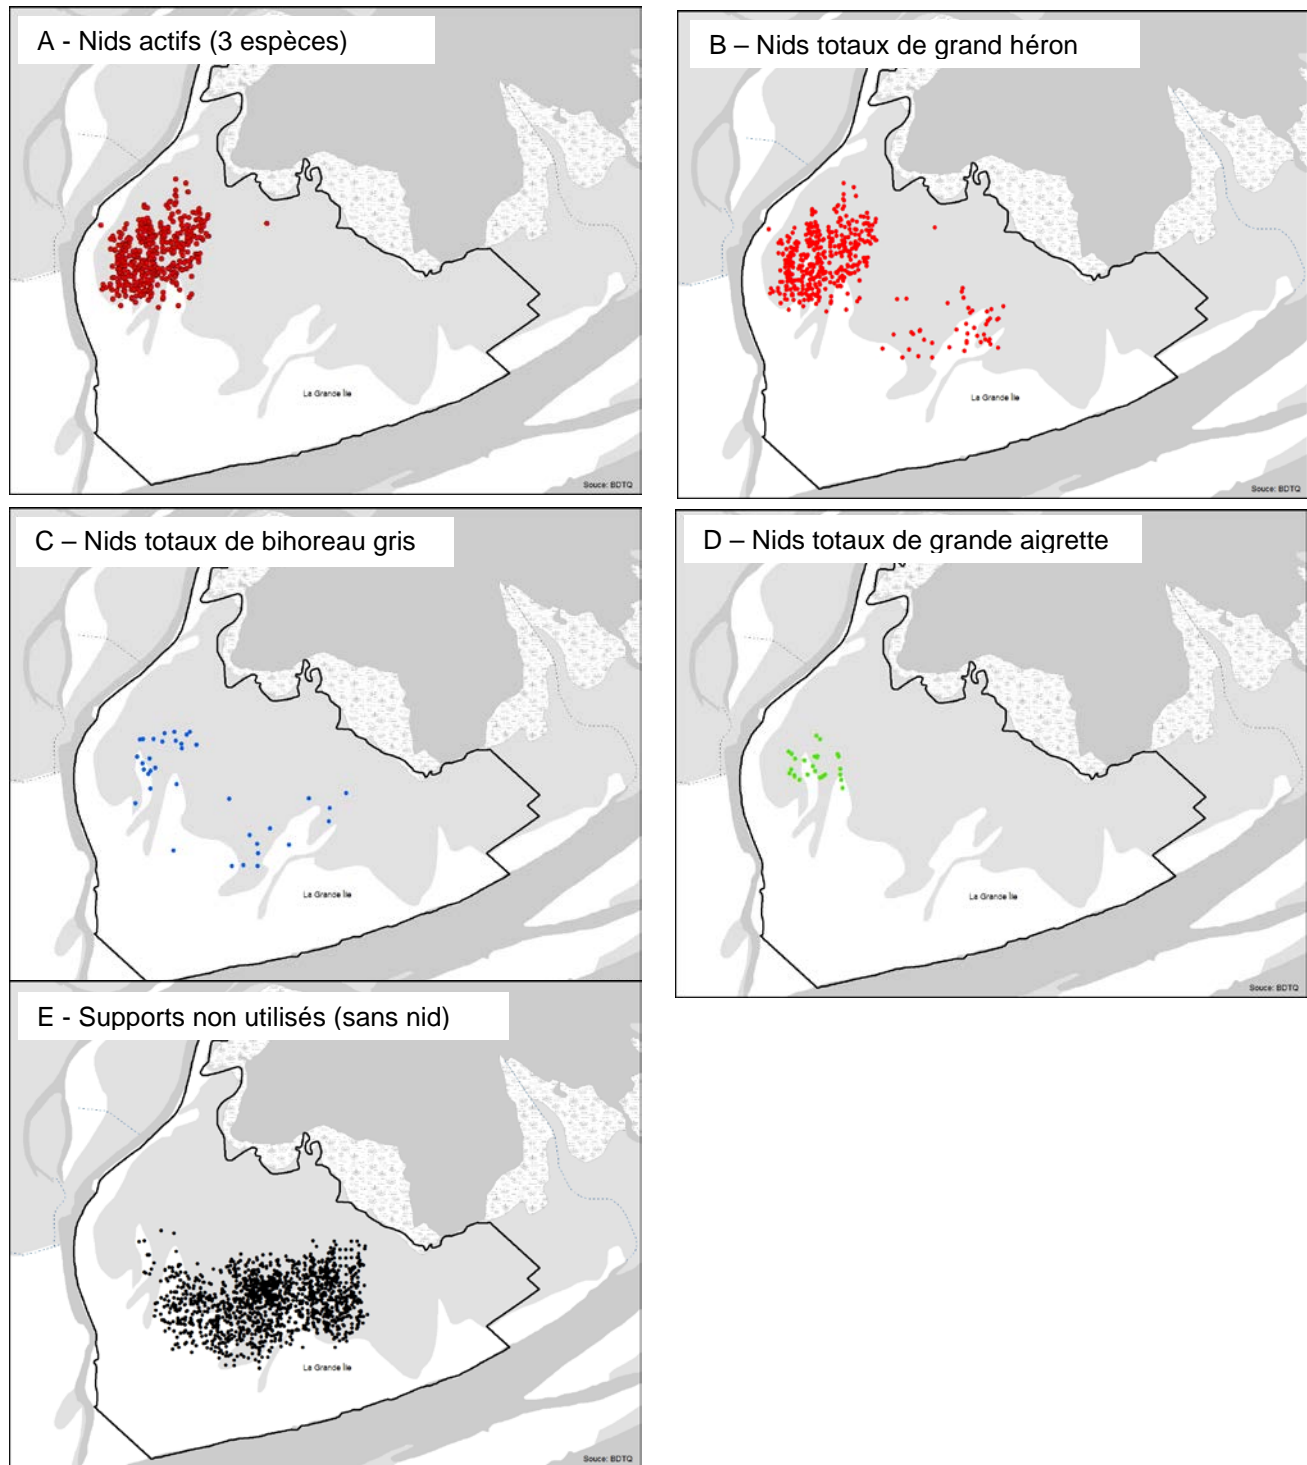 A - Nids actifs (3 espèces)
La Grande Île
Souce: BDTQ
B – Nids totaux de grand héron
La Grande Île
Souce: BDTQ
C – Nids totaux de bihoreau gris
La Grande Île
D – Nids totaux de grande aigrette
La Grande Île
Souce: BDTQ
E - Supports non utilisés (sans nid)
La Grande Île
Souce: BDTQ